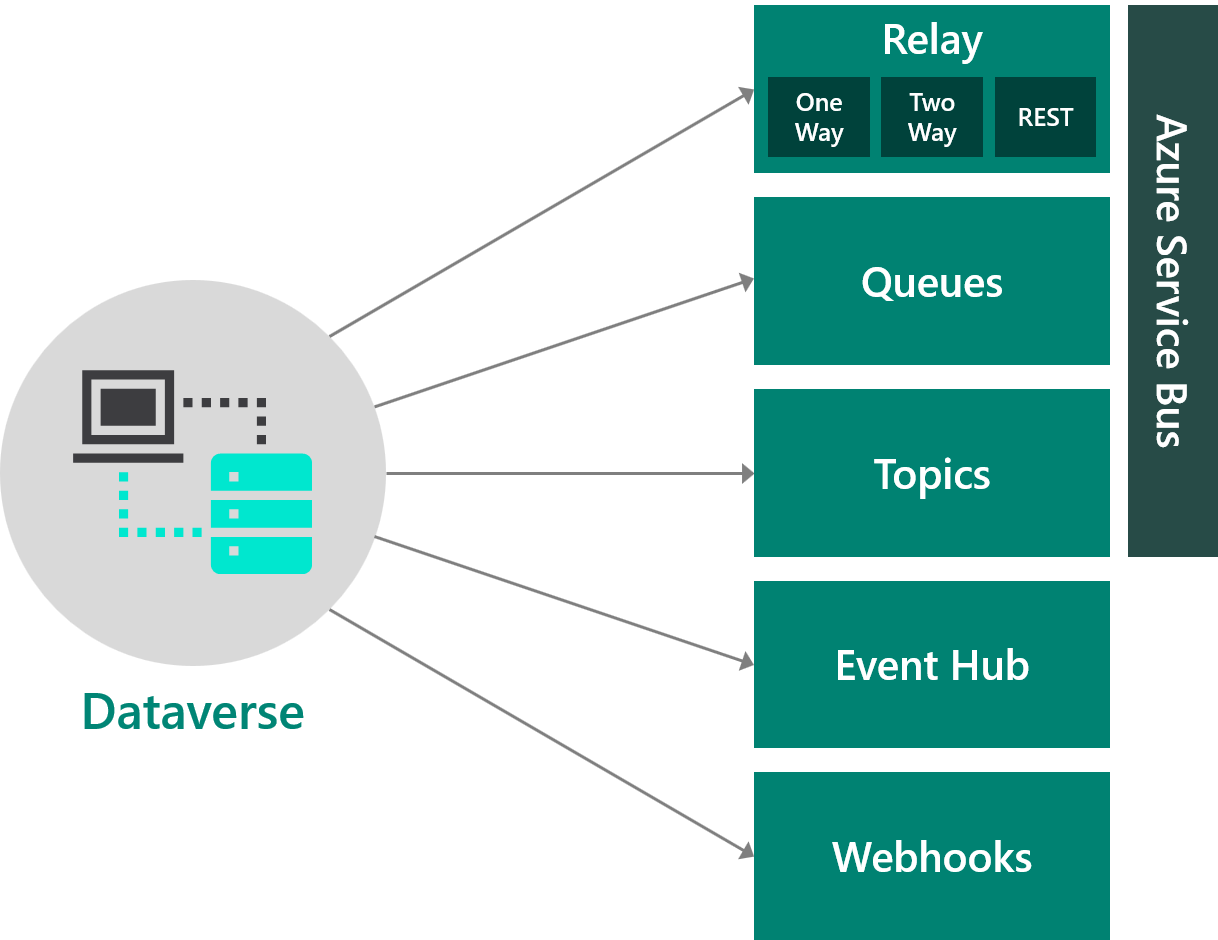 Relay
One
Way
Two
Way
REST
Queues
Topics
Event Hub
Webhooks
Azure Service Bus
Dataverse